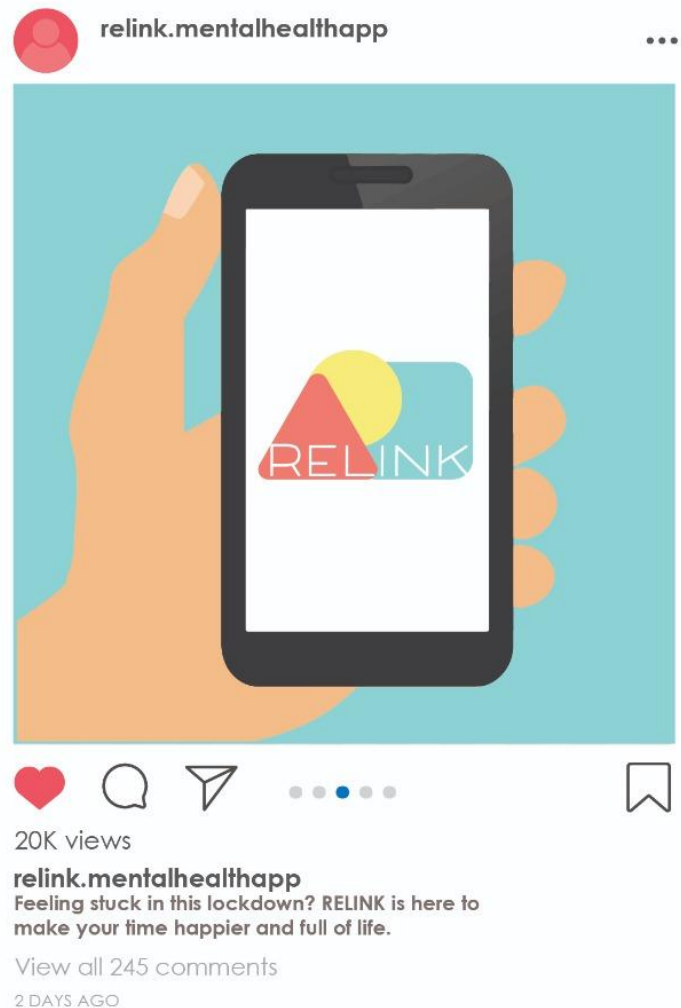 relink.mentalhealthapp
RELINK
20K views
relink.mentalhealthapp
Feeling stuck in this lockdown? RELINK is here to
make your time happier and full of life.
View all 245 comments
2 DAYS AGO